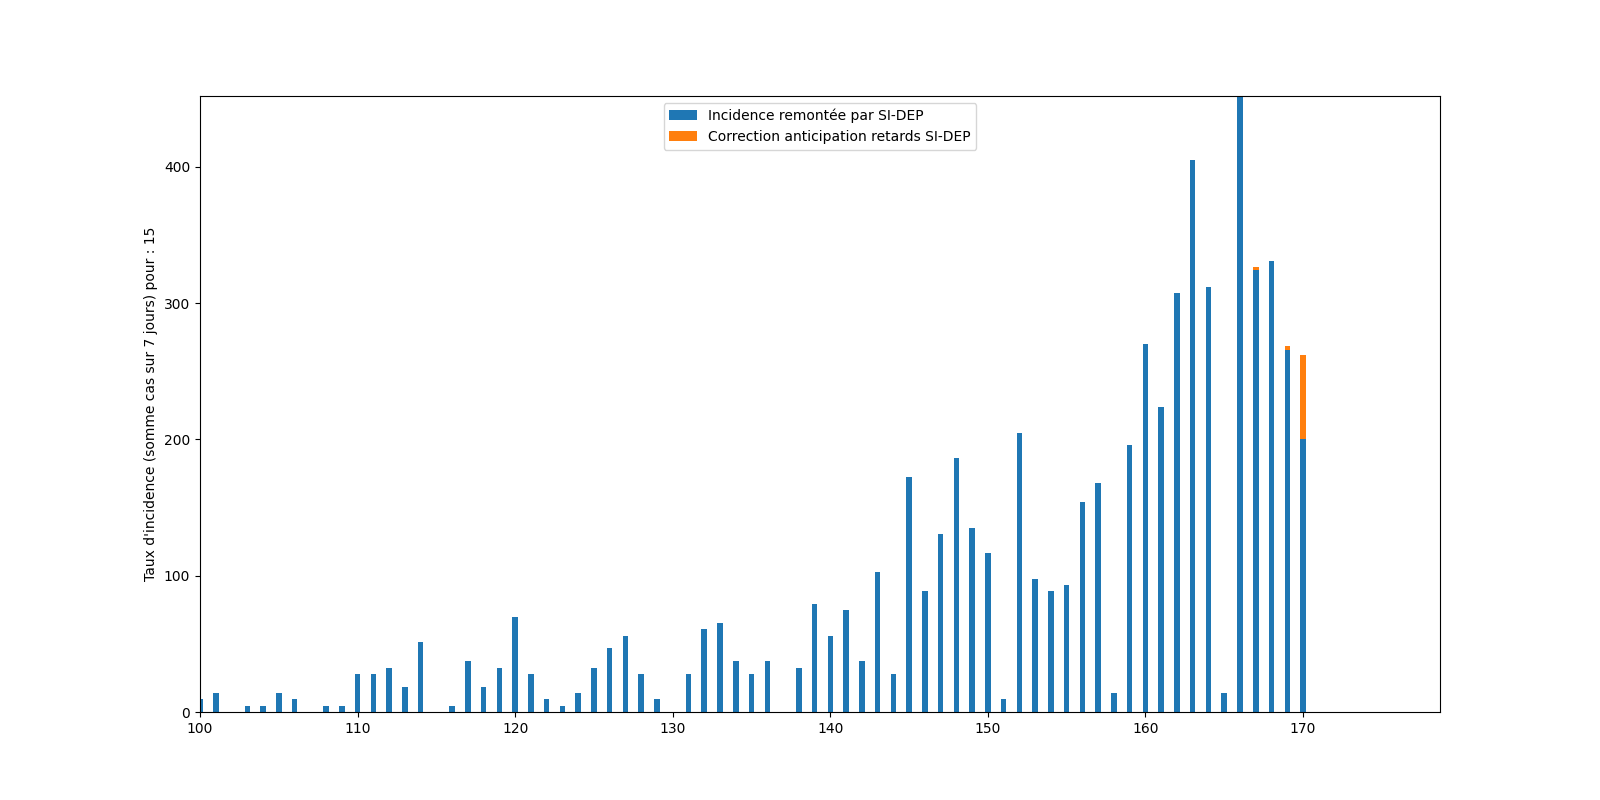 Incidence remontée par SI-DEP
Correction anticipation retards SI-DEP
Taux d'incidence (somme cas sur 7 jours) pour : 15
400
300
200
100
0
100 110 120 130 140 150 160 170